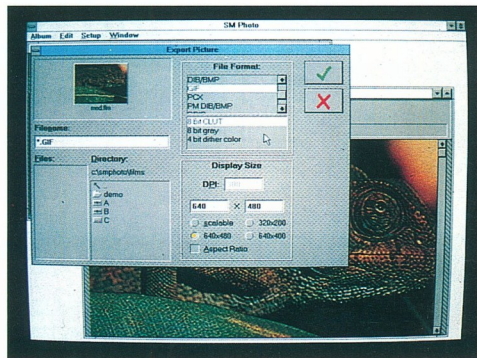 SM Photo
Album Edit Setup Window
Export Picture
red.flm
File Format:
DIB/BMP
GIF
PCX
PM DIB/BMP
8 Bit CLUT
8 bit grey
4 bit dither color
Filename:
*.GIF
Files:
Directory:
c:\smphoto\films
demo
A
B
C
Display Size
DPI:
640 × 480
scalable 320x200
640x480 640x400
Aspect Ratio